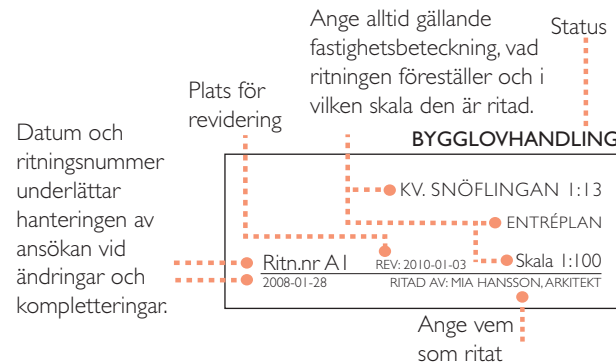 Ange alltid gällande
fastighetsbeteckning, vad
ritningen föreställer och i
vilken skala den är ritad.
Status
Plats för
revidering
Datum och
ritningsnummer
underlättar
hanteringen av
ansökan vid
ändringar och
kompletteringar.
BYGGLOVHANDLING
KV. SNÖFLINGAN 1:13
ENTRÉPLAN
Ritn.nr A1
REV: 2010-01-03
Skala 1:100
2008-01-28
RITAD AV: MIA HANSSON, ARKITEKT
Ange vem
som ritat